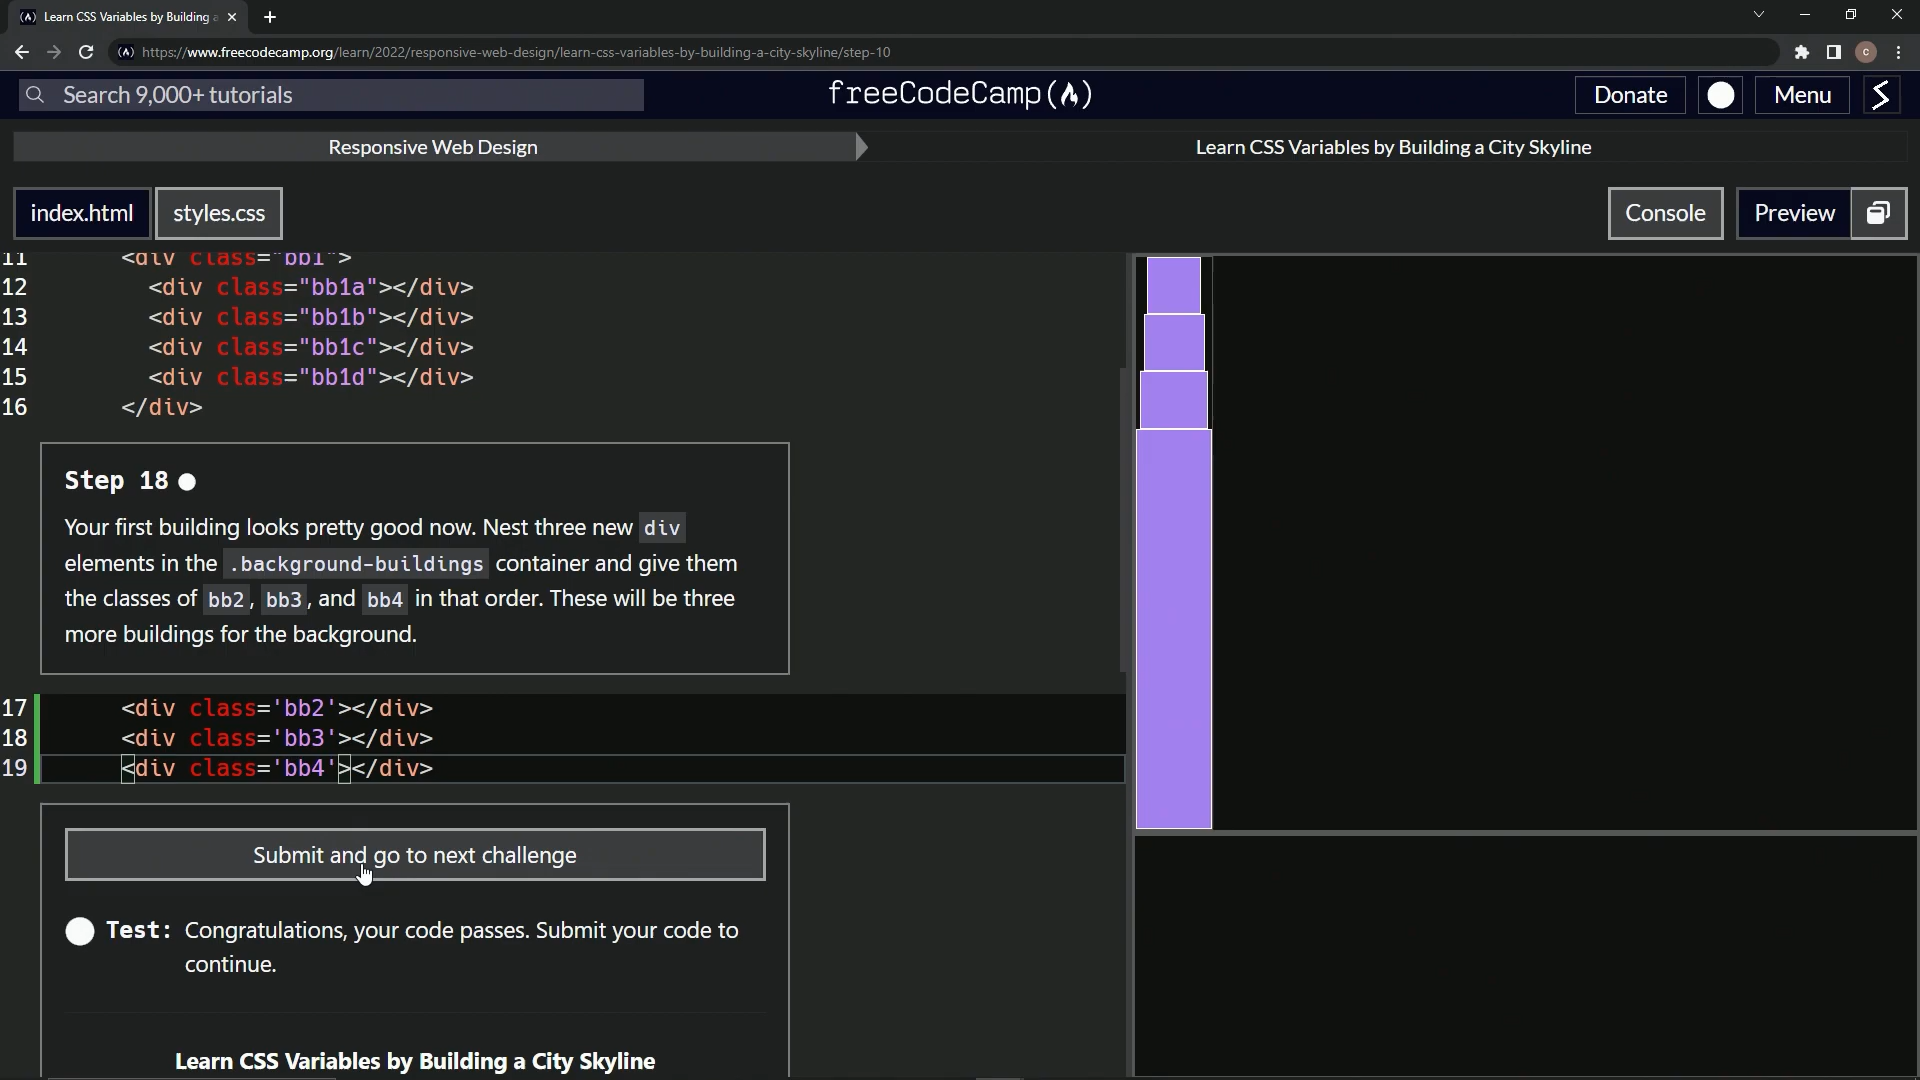 Learn CSS Variables by Building a
https://www.freecodecamp.org/learn/2022/responsive-web-design/learn-css-variables-by-building-a-city-skyline/step-10
C
Search 9,000+ tutorials
freeCodeCamp
Donate
Menu
Responsive Web Design
Learn CSS Variables by Building a City Skyline
index.html
styles.css
Console
Preview
11 <div class="bb1">
12 <div class="bb1a"></div>
13 <div class="bb1b"></div>
14 <div class="bb1c"></div>
15 <div class="bb1d"></div>
16 </div>
Step 18
Your first building looks pretty good now. Nest three new div
elements in the .background-buildings container and give them
the classes of bb2, bb3, and bb4 in that order. These will be three
more buildings for the background.
17 <div class='bb2'></div>
18 <div class='bb3'></div>
19 <div class='bb4'></div>
Submit and go to next challenge
Test: Congratulations, your code passes. Submit your code to
continue.
Learn CSS Variables by Building a City Skyline